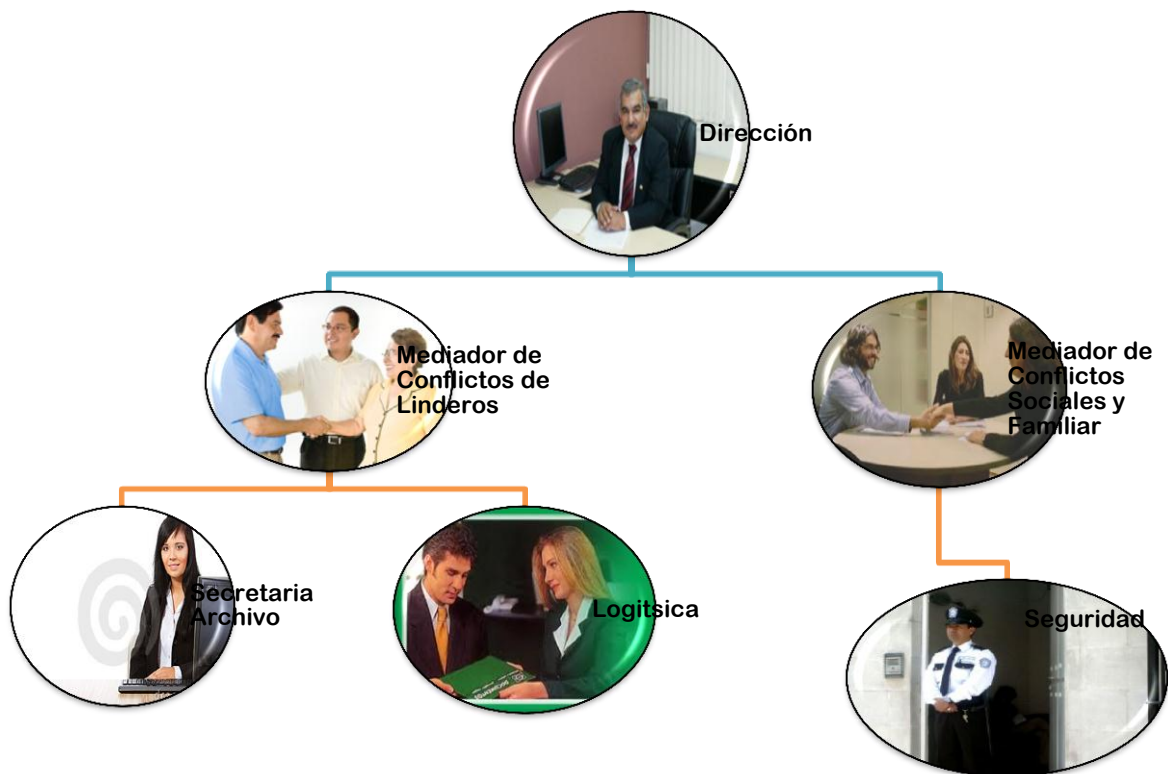 Dirección
Mediador de
Conflictos de
Linderos
Mediador de
Conflictos
Sociales y
Familiar
Secretaria
Archivo
Logitsica
Seguridad